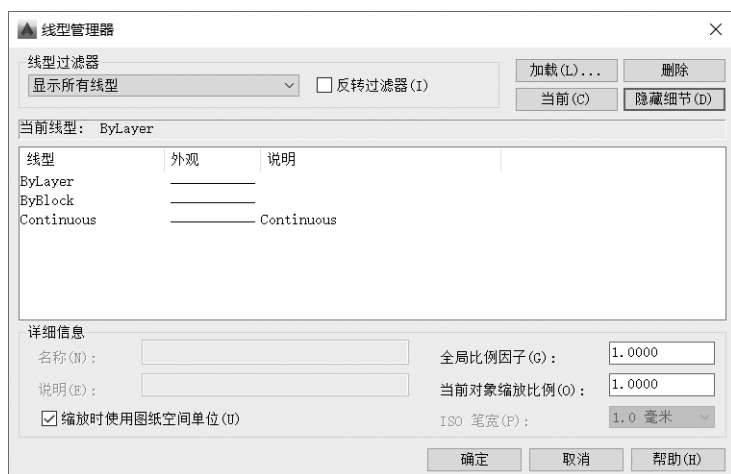 线型管理器
线型过滤器
显示所有线型
反转过滤器(I)
加载(L)...
删除
当前(C)
隐藏细节(D)
当前线型: ByLayer
线型 外观 说明
ByLayer
ByBlock
Continuous Continuous
详细信息
名称(N):
全局比例因子(G): 1.0000
说明(E):
当前对象缩放比例(O): 1.0000
缩放时使用图纸空间单位(U)
ISO 笔宽(P): 1.0 毫米
确定 取消 帮助(H)